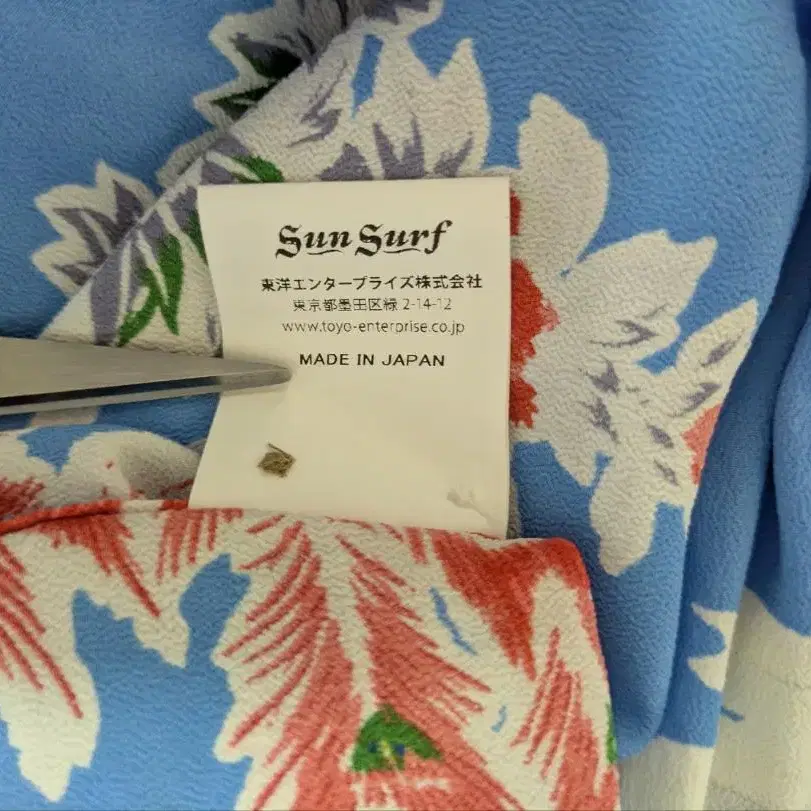 Sun Surf
東洋エンタープライズ株式会社
東京都墨田区緑 2-14-12
www.toyo-enterprise.co.jp
MADE IN JAPAN